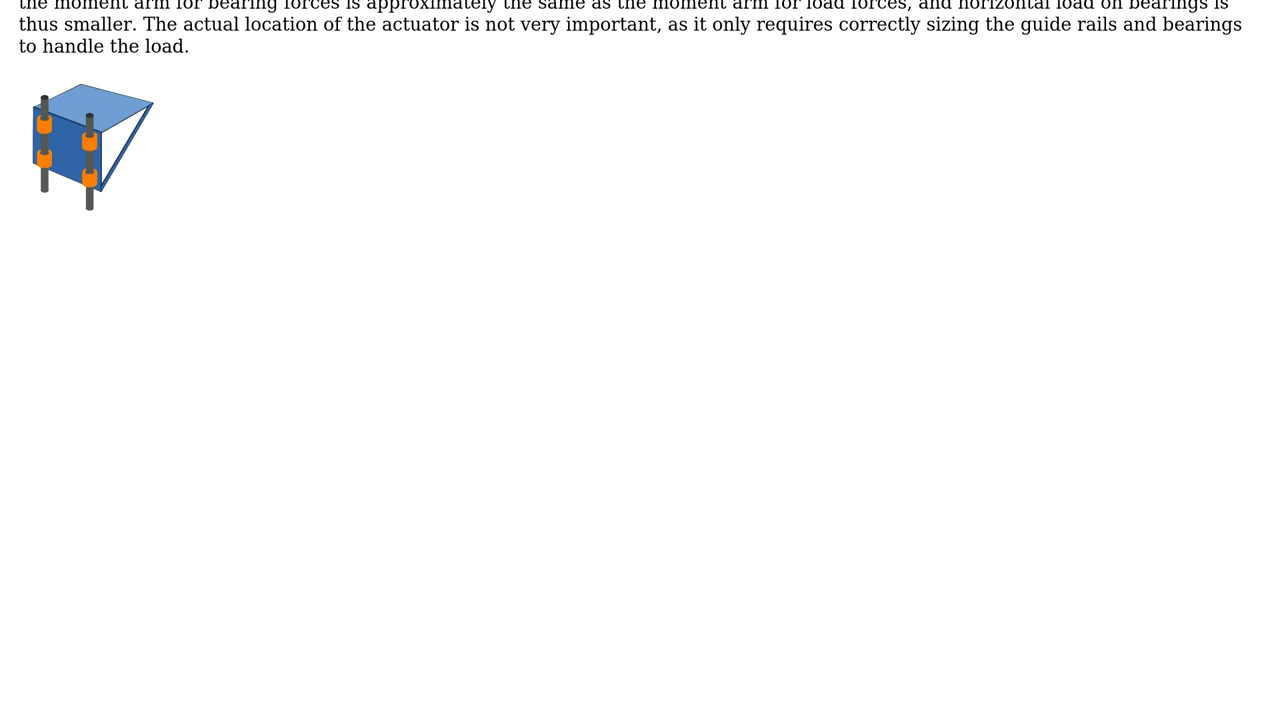 the moment arm for bearing forces is approximately the same as the moment arm for load forces, and horizontal load on bearings is
thus smaller. The actual location of the actuator is not very important, as it only requires correctly sizing the guide rails and bearings
to handle the load.